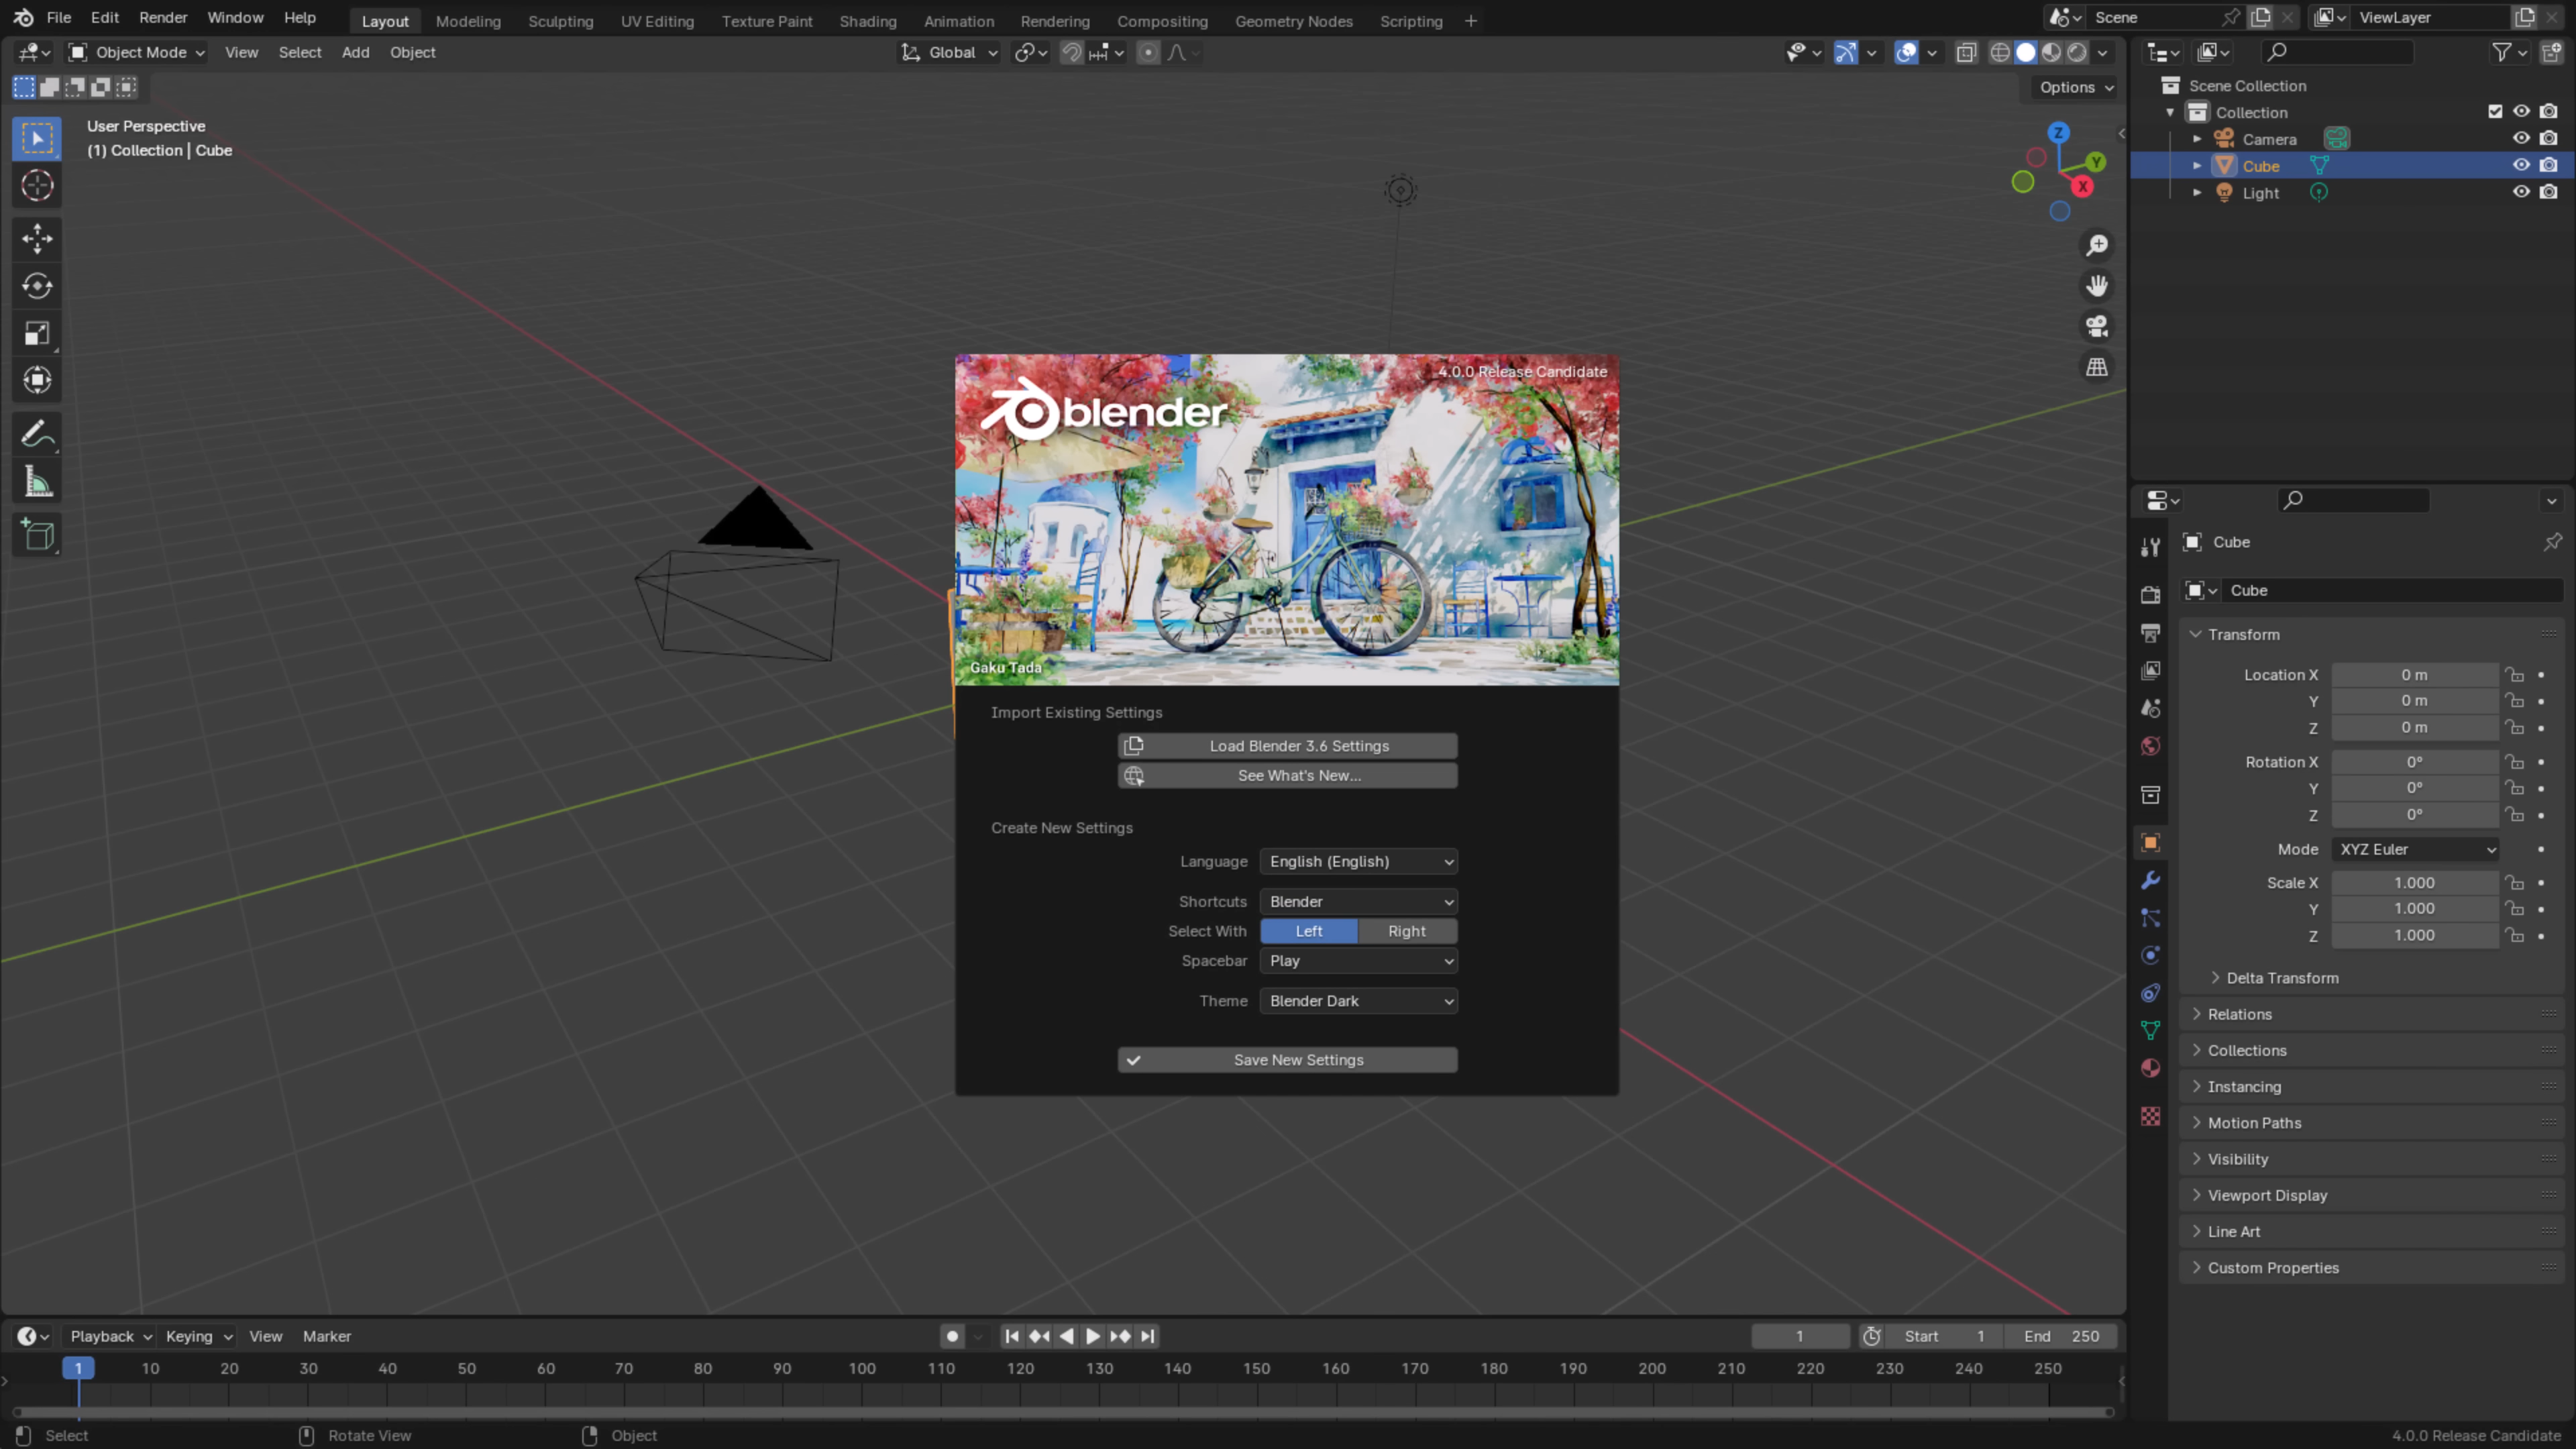 File Edit Render Window Help Layout Modeling Sculpting UV Editing Texture Paint Shading Animation Rendering Compositing Geometry Nodes Scripting + Scene ViewLayer
Object Mode View Select Add Object Global
Options
User Perspective
(1) Collection | Cube
Z
Y
X
Scene Collection
Collection
Camera
Cube
Light
4.0.0 Release Candidate
blender
Gaku Tada
Import Existing Settings
Load Blender 3.6 Settings
See What's New...
Create New Settings
Language English (English)
Shortcuts Blender
Select With Left Right
Spacebar Play
Theme Blender Dark
Save New Settings
Cube
Cube
Transform
Location X 0 m
Y 0 m
Z 0 m
Rotation X 0°
Y 0°
Z 0°
Mode XYZ Euler
Scale X 1.000
Y 1.000
Z 1.000
Delta Transform
Relations
Collections
Instancing
Motion Paths
Visibility
Viewport Display
Line Art
Custom Properties
Playback Keying View Marker 1 Start 1 End 250
1 10 20 30 40 50 60 70 80 90 100 110 120 130 140 150 160 170 180 190 200 210 220 230 240 250
Select Rotate View Object 4.0.0 Release Candidate